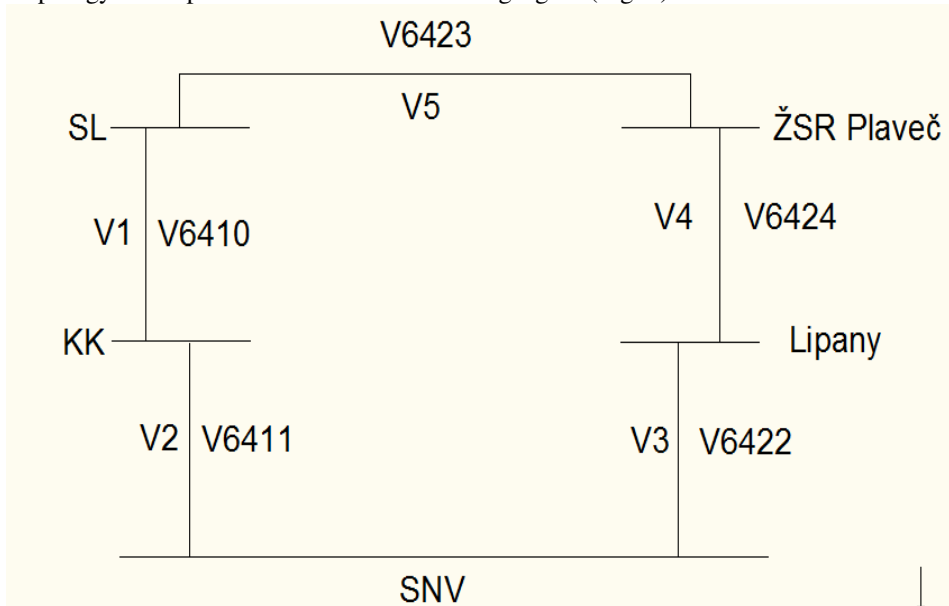 V6423
V5
SL
ŽSR Plaveč
V1 V6410
V4 V6424
KK
Lipany
V2 V6411
V3 V6422
SNV